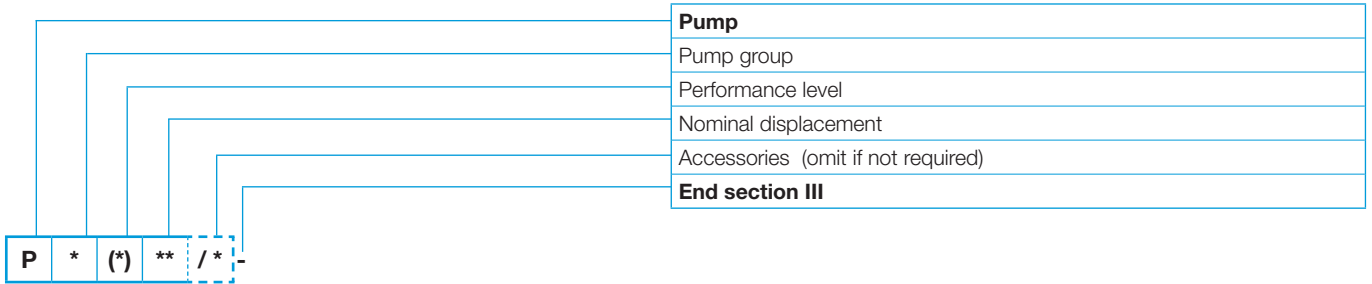 Pump
Pump group
Performance level
Nominal displacement
Accessories (omit if not required)
End section III
P * (*) ** / * -